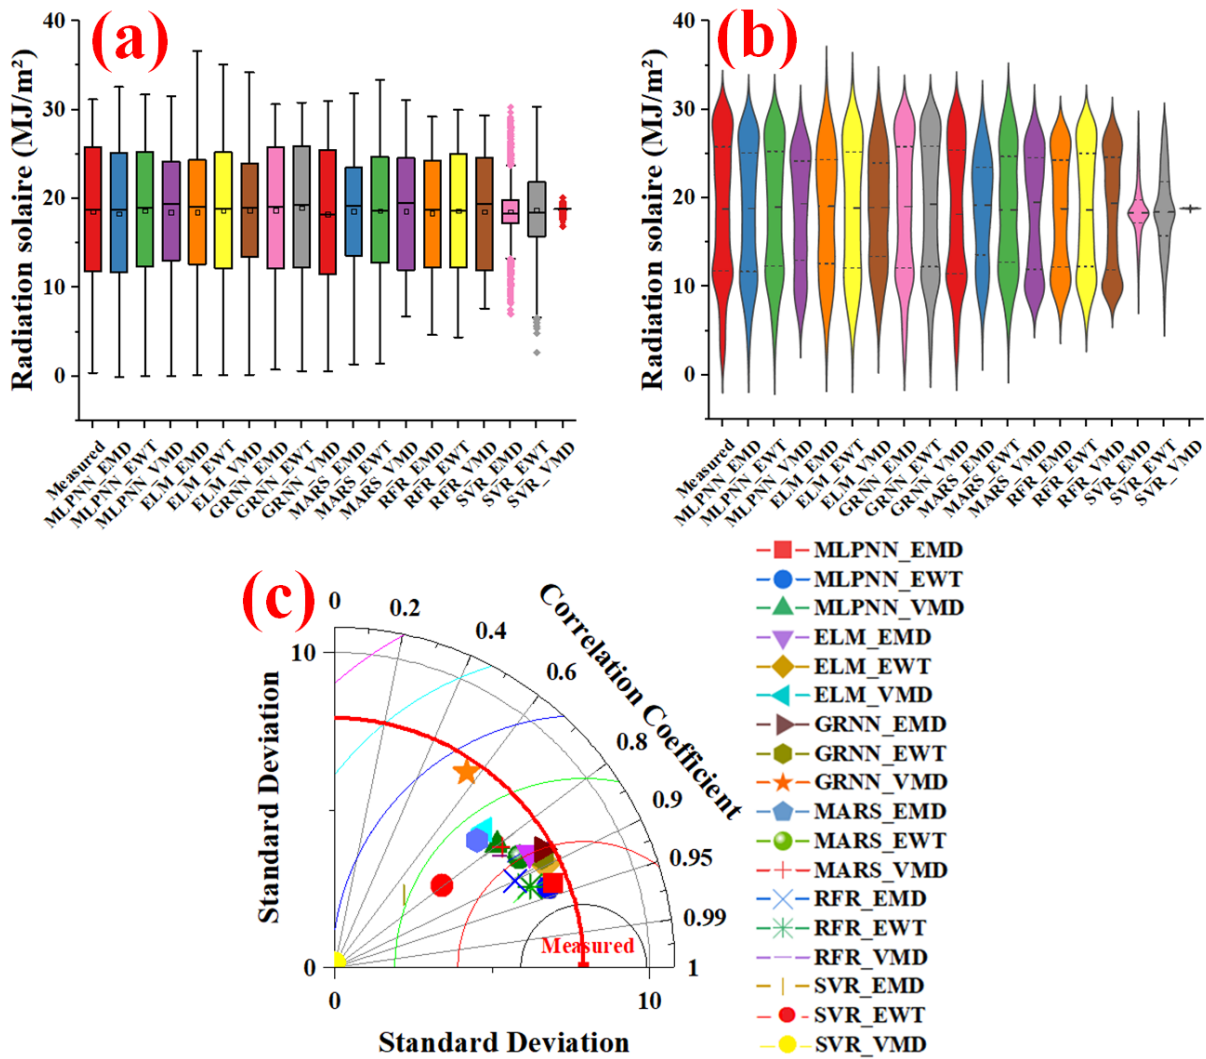 (a)
Radiation solaire (MJ/m²)
40
30
20
10
0
Measured
MLPNN_EMD
MLPNN_EWT
MLPNN_VMD
ELM_EMD
ELM_EWT
ELM_VMD
GRNN_EMD
GRNN_EWT
GRNN_VMD
MARS_EMD
MARS_EWT
MARS_VMD
RFR_EMD
RFR_EWT
RFR_VMD
SVR_EMD
SVR_EWT
SVR_VMD
(b)
Radiation solaire (MJ/m²)
40
30
20
10
0
Measured
MLPNN_EMD
MLPNN_EWT
MLPNN_VMD
ELM_EMD
ELM_EWT
ELM_VMD
GRNN_EMD
GRNN_EWT
GRNN_VMD
MARS_EMD
MARS_EWT
MARS_VMD
RFR_EMD
RFR_EWT
RFR_VMD
SVR_EMD
SVR_EWT
SVR_VMD
(c)
Standard Deviation
10
0
0
0.2
0.4
0.6
0.8
0.9
0.95
0.99
1
Correlation Coefficient
Measured
0
10
Standard Deviation
MLPNN_EMD
MLPNN_EWT
MLPNN_VMD
ELM_EMD
ELM_EWT
ELM_VMD
GRNN_EMD
GRNN_EWT
GRNN_VMD
MARS_EMD
MARS_EWT
MARS_VMD
RFR_EMD
RFR_EWT
RFR_VMD
SVR_EMD
SVR_EWT
SVR_VMD